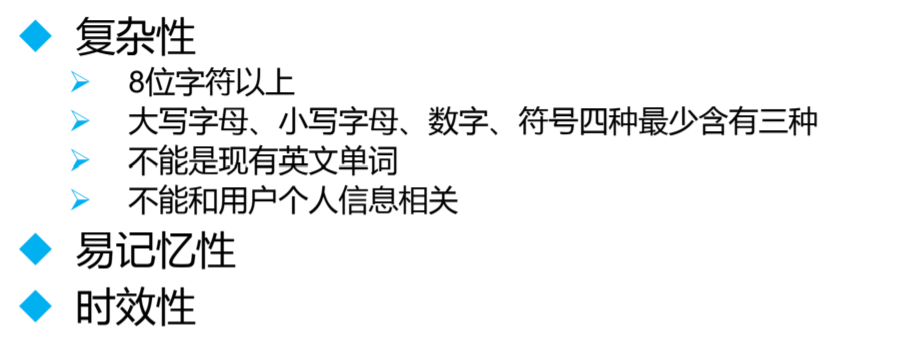 复杂性
8位字符以上
大写字母、小写字母、数字、符号四种最少含有三种
不能是现有英文单词
不能和用户个人信息相关
易记忆性
时效性